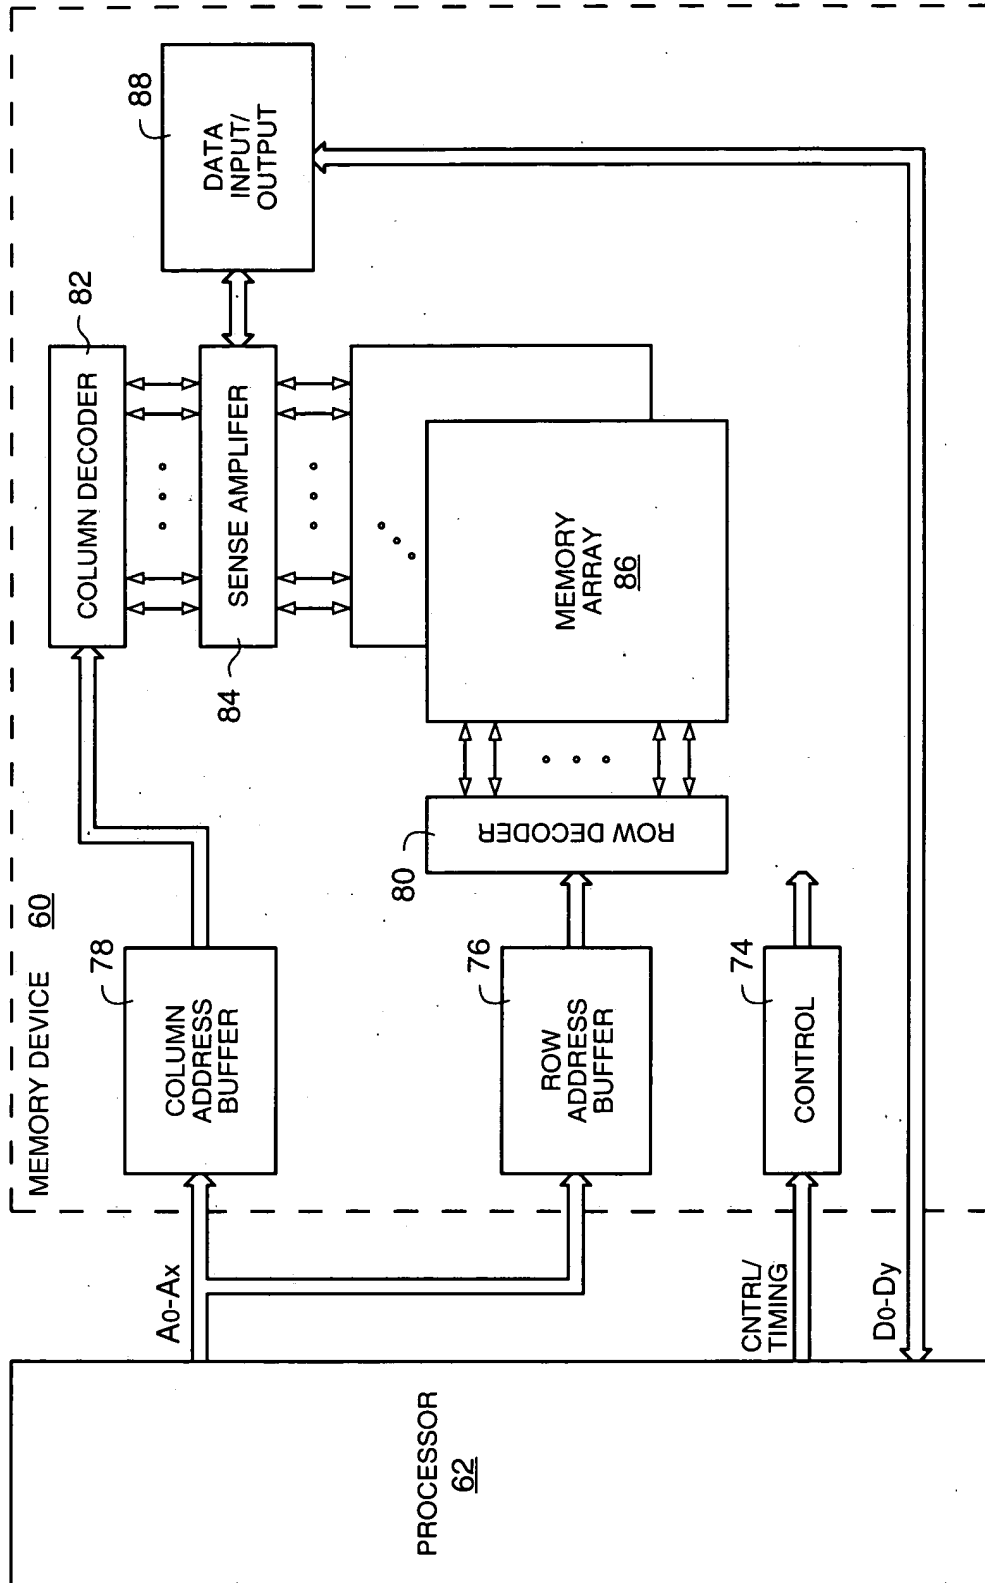 MEMORY DEVICE 60
PROCESSOR
62
A0-AX
CNTRL/
TIMING
D0-Dy
78
COLUMN
ADDRESS
BUFFER
76
ROW
ADDRESS
BUFFER
74
CONTROL
80
ROW DECODER
82
COLUMN DECODER
84
SENSE AMPLIFER
MEMORY
ARRAY
86
88
DATA
INPUT/
OUTPUT